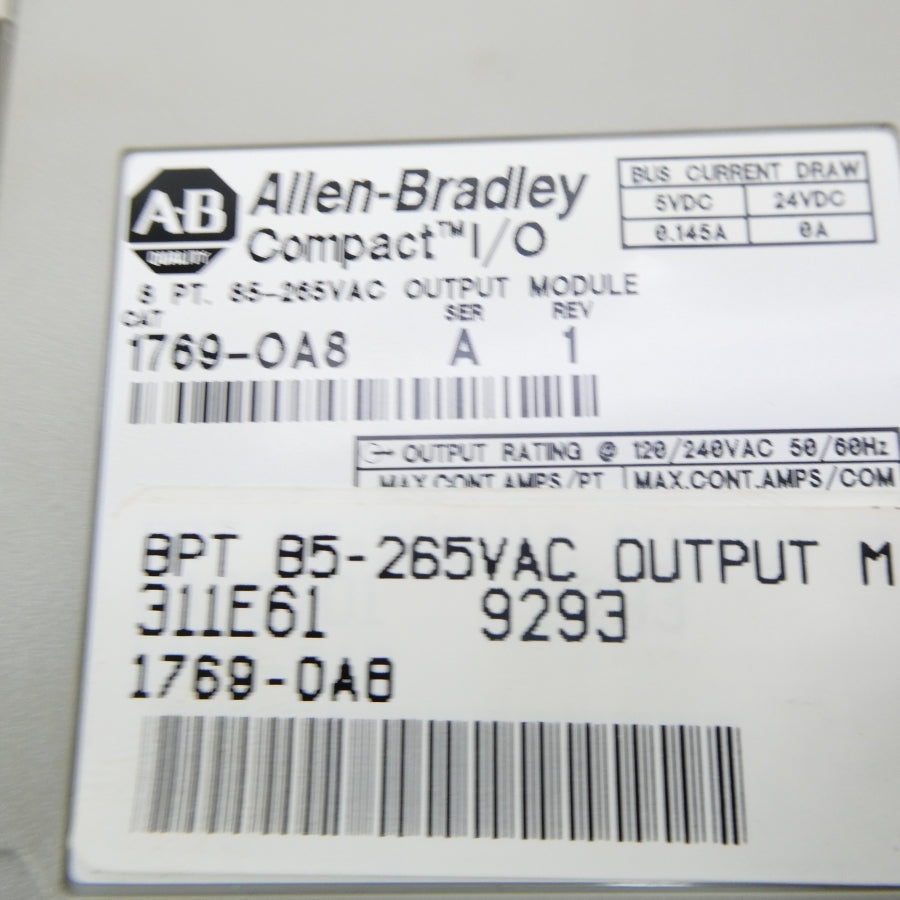 A-B
QUALITY
Allen-Bradley
Compact™ I/O
BUS CURRENT DRAW
5VDC 24VDC
0.145A 0A
8 PT. 85-265VAC OUTPUT MODULE
CAT SER REV
1769-OA8 A 1
OUTPUT RATING @ 120/240VAC 50/60Hz
MAX.CONT.AMPS/PT MAX.CONT.AMPS/COM
8PT 85-265VAC OUTPUT M
311E61 9293
1769-OA8